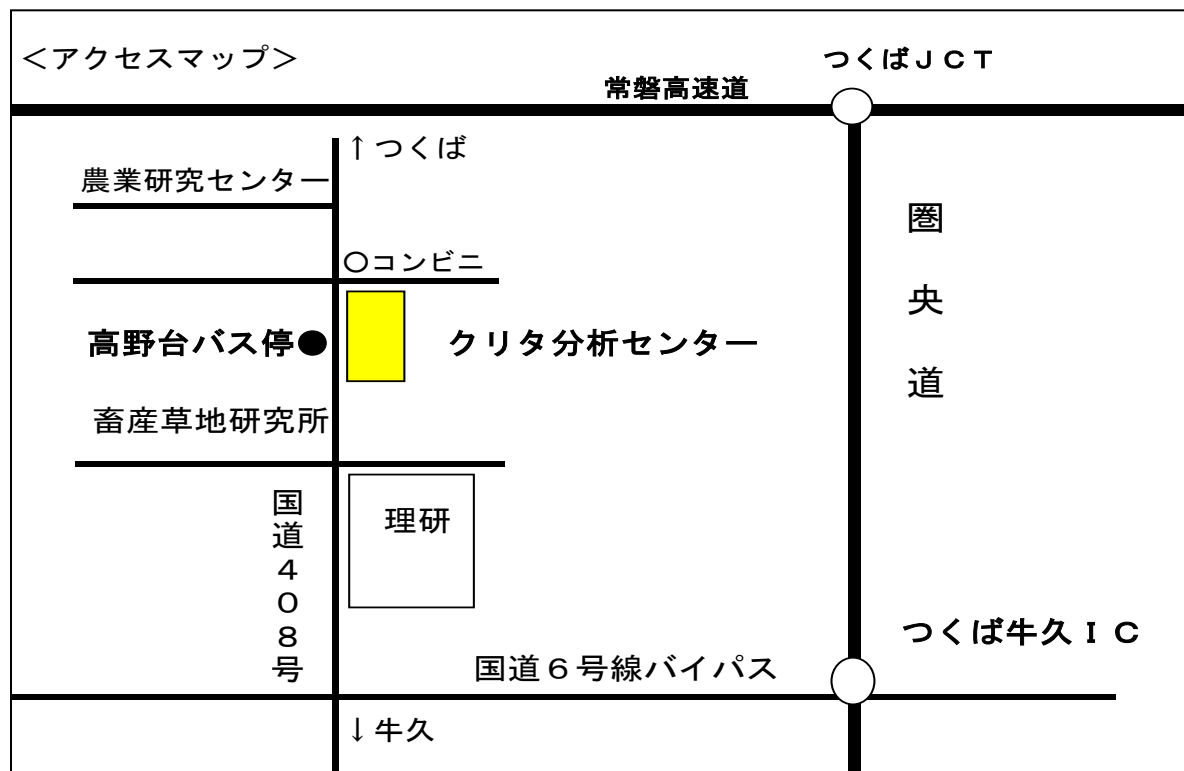 ＜アクセスマップ＞
つくばＪＣＴ
常磐高速道
↑つくば
農業研究センター
圏央道
○コンビニ
高野台バス停●
クリタ分析センター
畜産草地研究所
国道４０８号
理研
つくば牛久ＩＣ
国道６号線バイパス
↓牛久